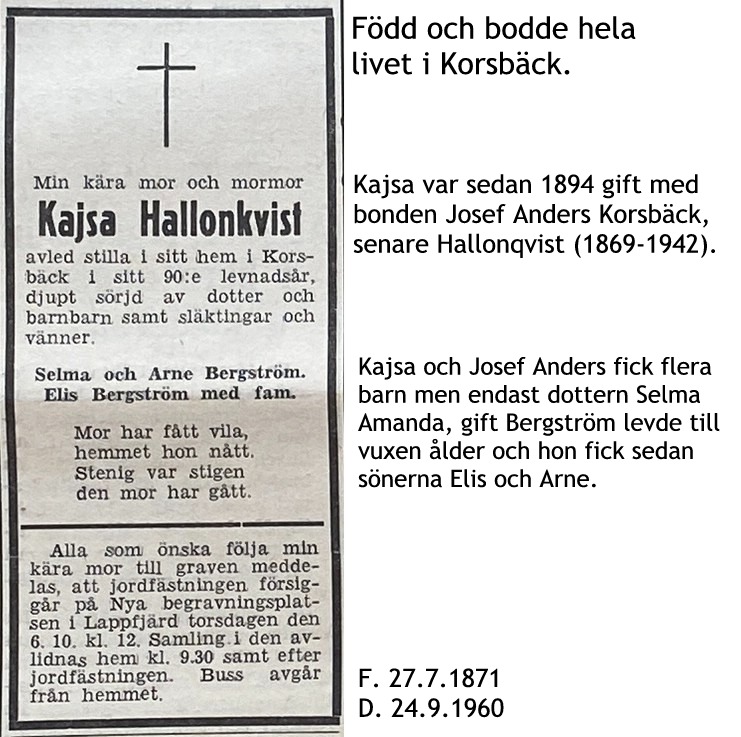 Min kära mor och mormor
Kajsa Hallonkvist
avled stilla i sitt hem i Kors-
bäck i sitt 90:e levnadsår,
djupt sörjd av dotter och
barnbarn samt släktingar och
vänner.
Selma och Arne Bergström.
Elis Bergström med fam.
Mor har fått vila,
hemmet hon nått.
Stenig var stigen
den mor har gått.
Alla som önska följa min
kära mor till graven medde-
las, att jordfästningen försig-
går på Nya begravningsplat-
sen i Lappfjärd torsdagen den
6. 10. kl. 12. Samling i den av-
lidnas hem kl. 9.30 samt efter
jordfästningen. Buss avgår
från hemmet.
Född och bodde hela
livet i Korsbäck.
Kajsa var sedan 1894 gift med
bonden Josef Anders Korsbäck,
senare Hallonqvist (1869-1942).
Kajsa och Josef Anders fick flera
barn men endast dottern Selma
Amanda, gift Bergström levde till
vuxen ålder och hon fick sedan
sönerna Elis och Arne.
F. 27.7.1871
D. 24.9.1960